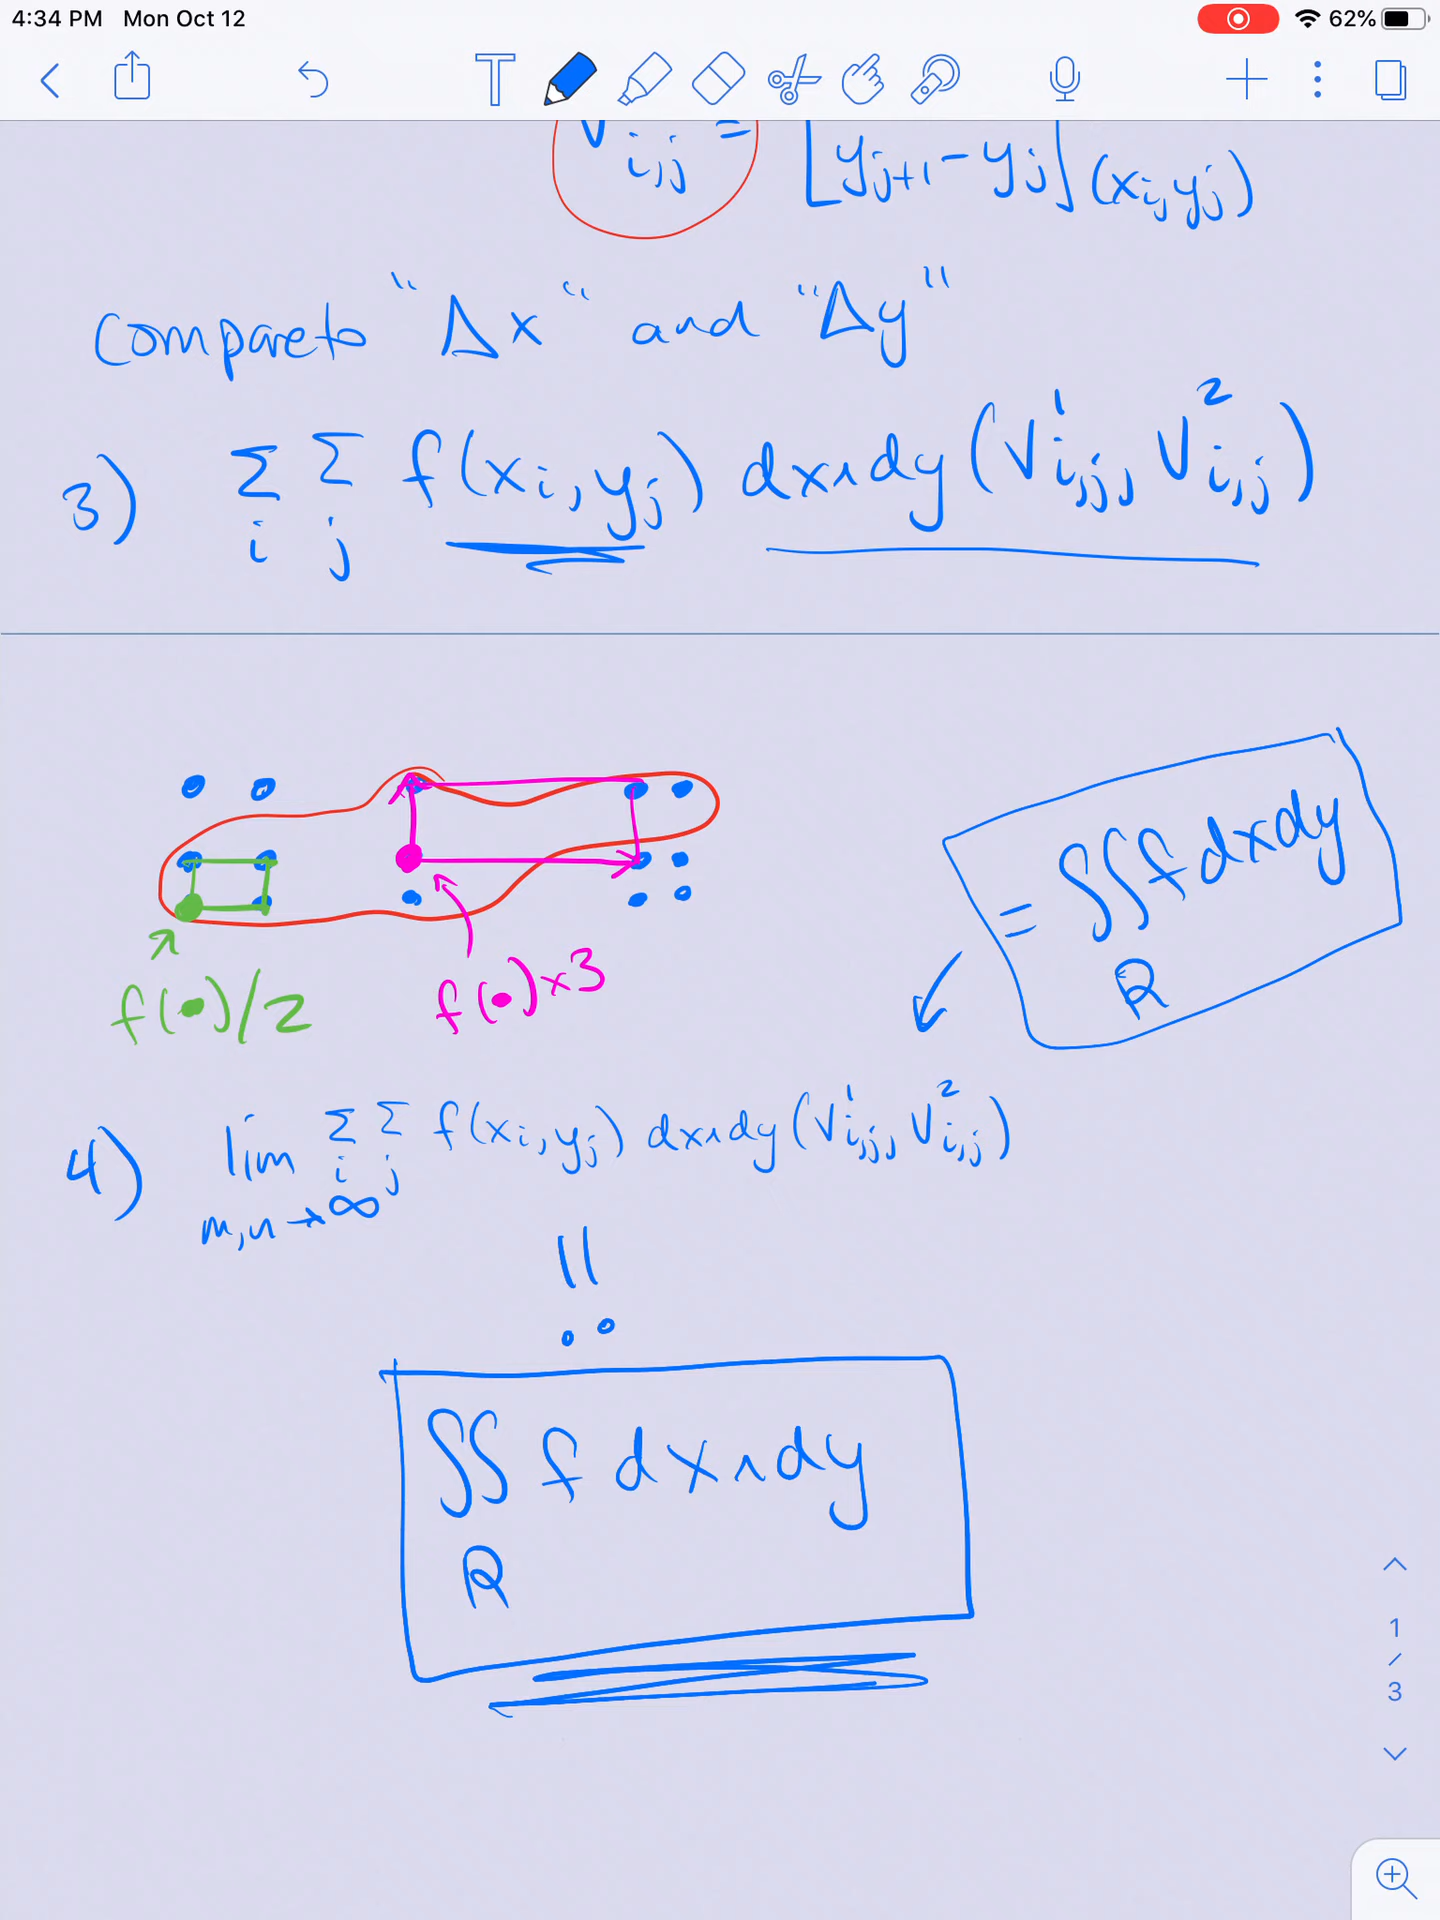 4:34 PM Mon Oct 12 62%
T
V i,j = [y_{j+1} - y_j] (x_i, y_j)
Compare to "Δx" and "Δy"
3) Σ_i Σ_j f(x_i, y_j) dx∧dy (V^1_{i,j}, V^2_{i,j})
= ∬_R f dxdy
f(•)/2
f(•)×3
4) lim_{m,n→∞} Σ_i Σ_j f(x_i, y_j) dx∧dy (V^1_{i,j}, V^2_{i,j})
||
••
∬_R f dx∧dy
1
/
3